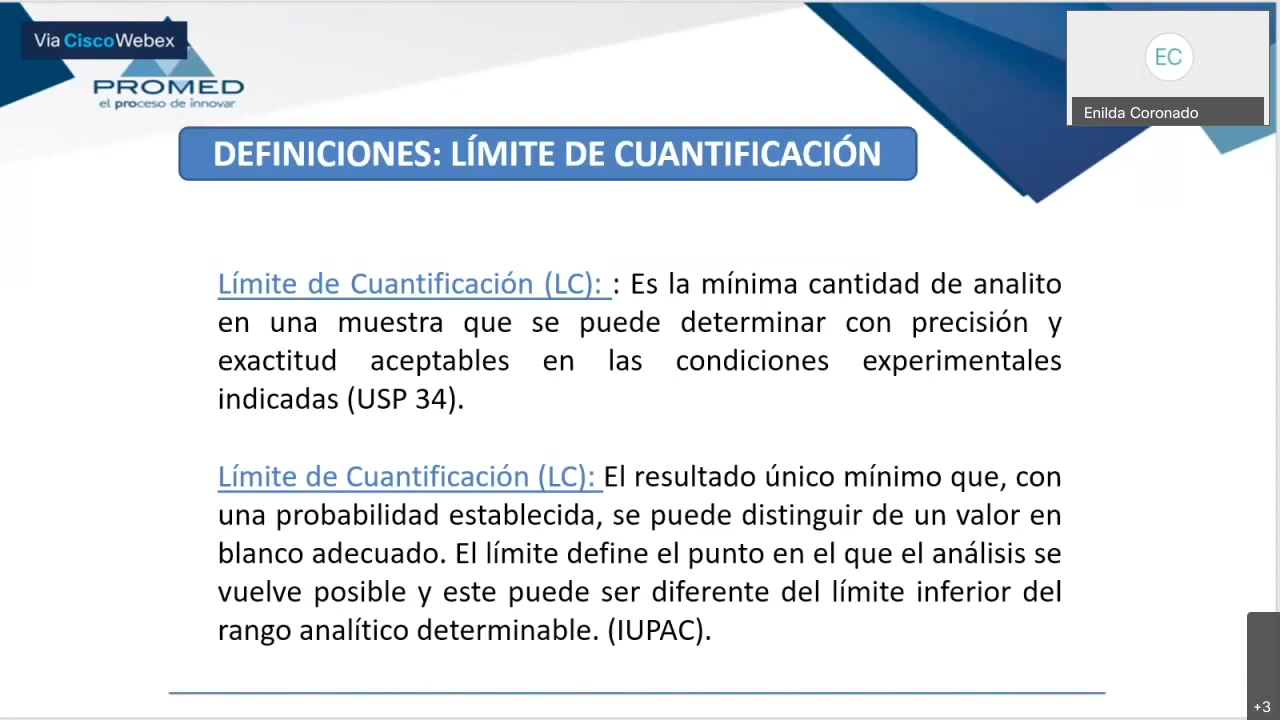 Via Cisco Webex
PROMED
el proceso de innovar
EC
Enilda Coronado
DEFINICIONES: LÍMITE DE CUANTIFICACIÓN
Límite de Cuantificación (LC): : Es la mínima cantidad de analito
en una muestra que se puede determinar con precisión y
exactitud aceptables en las condiciones experimentales
indicadas (USP 34).
Límite de Cuantificación (LC): El resultado único mínimo que, con
una probabilidad establecida, se puede distinguir de un valor en
blanco adecuado. El límite define el punto en el que el análisis se
vuelve posible y este puede ser diferente del límite inferior del
rango analítico determinable. (IUPAC).
+3